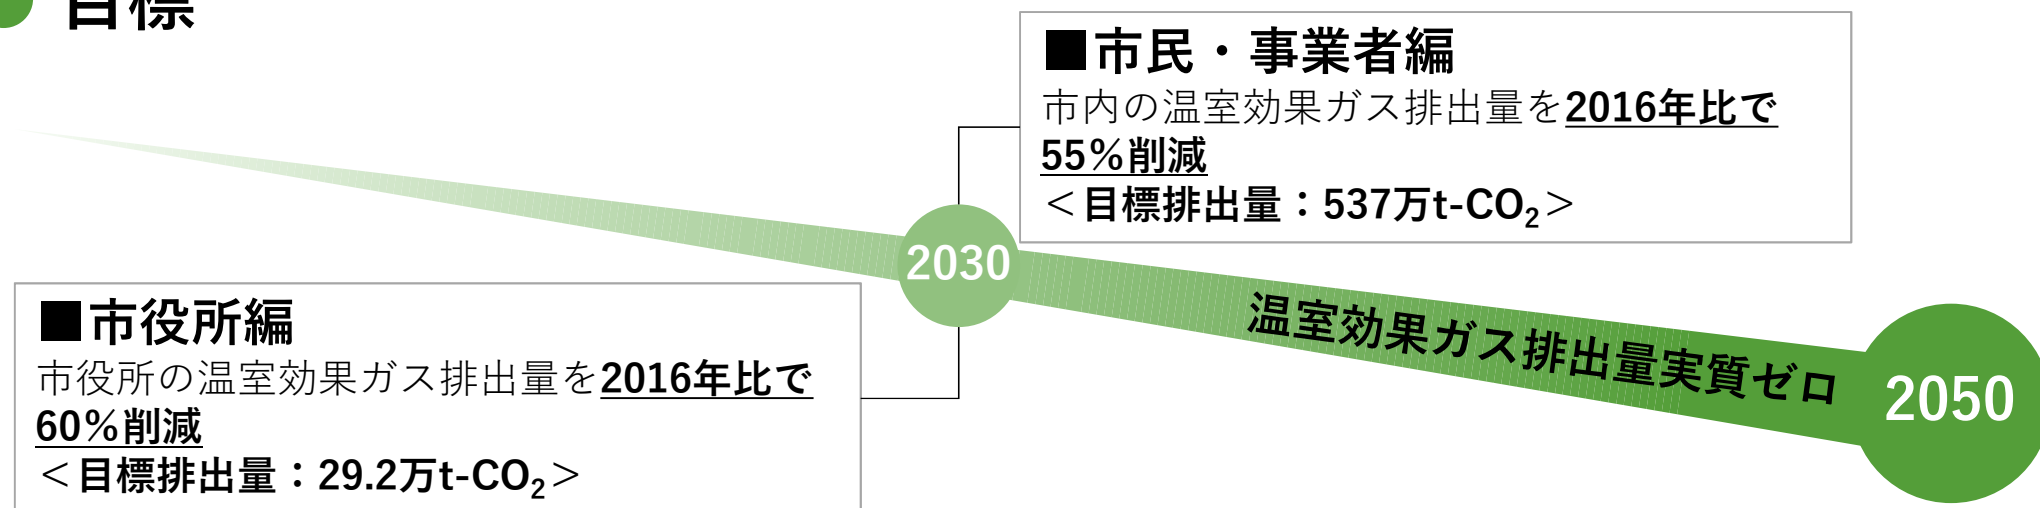 目標
■市民・事業者編
市内の温室効果ガス排出量を2016年比で
55%削減
＜目標排出量：537万t-CO₂＞
2030
■市役所編
市役所の温室効果ガス排出量を2016年比で
60%削減
＜目標排出量：29.2万t-CO₂＞
温室効果ガス排出量実質ゼロ
2050